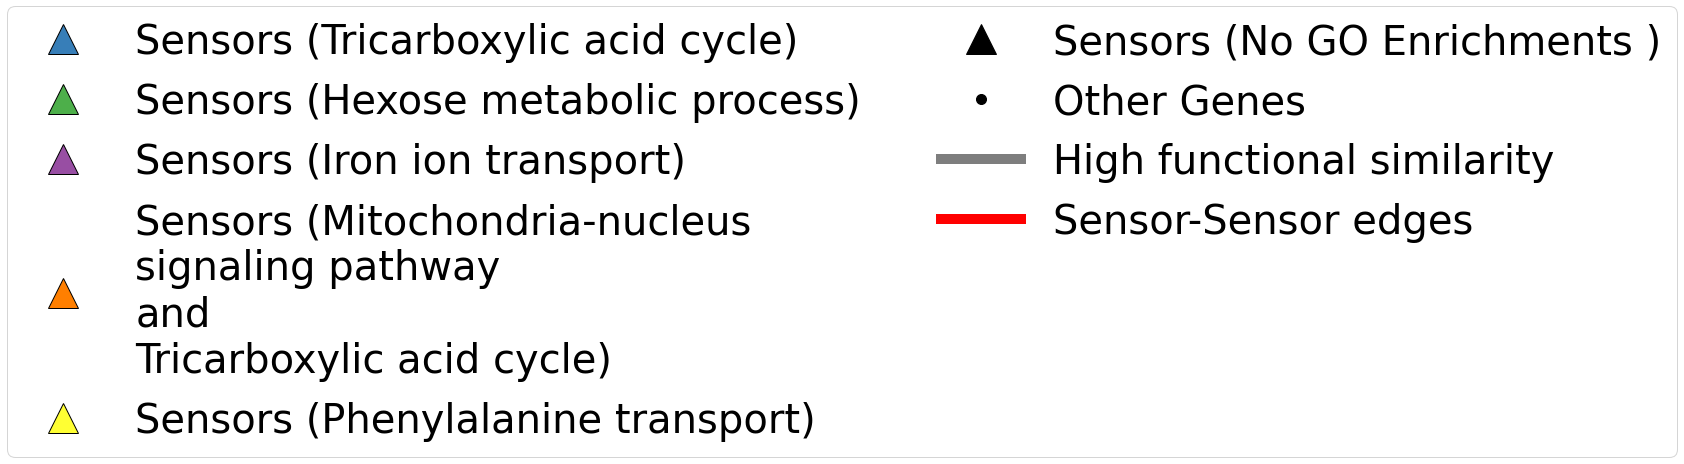 Sensors (Tricarboxylic acid cycle)
Sensors (Hexose metabolic process)
Sensors (Iron ion transport)
Sensors (Mitochondria-nucleus
signaling pathway
and
Tricarboxylic acid cycle)
Sensors (Phenylalanine transport)
Sensors (No GO Enrichments )
Other Genes
High functional similarity
Sensor-Sensor edges